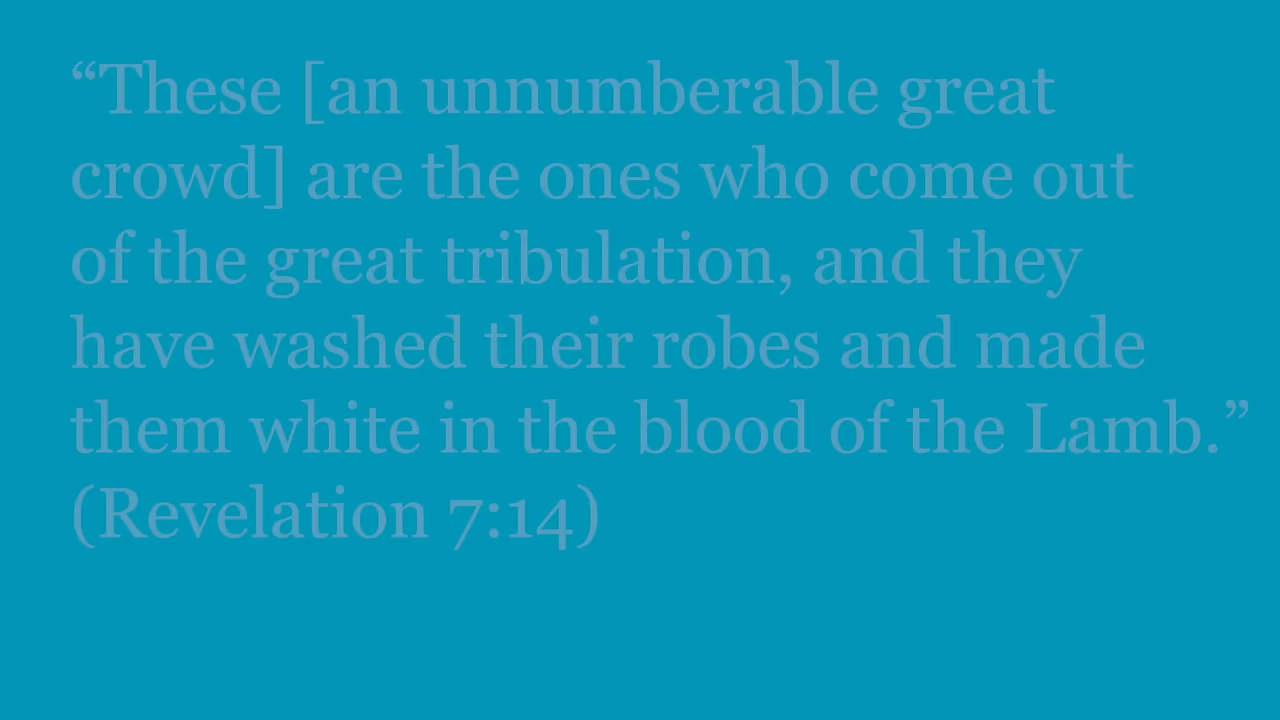 “These [an unnumberable great
crowd] are the ones who come out
of the great tribulation, and they
have washed their robes and made
them white in the blood of the Lamb.”
(Revelation 7:14)